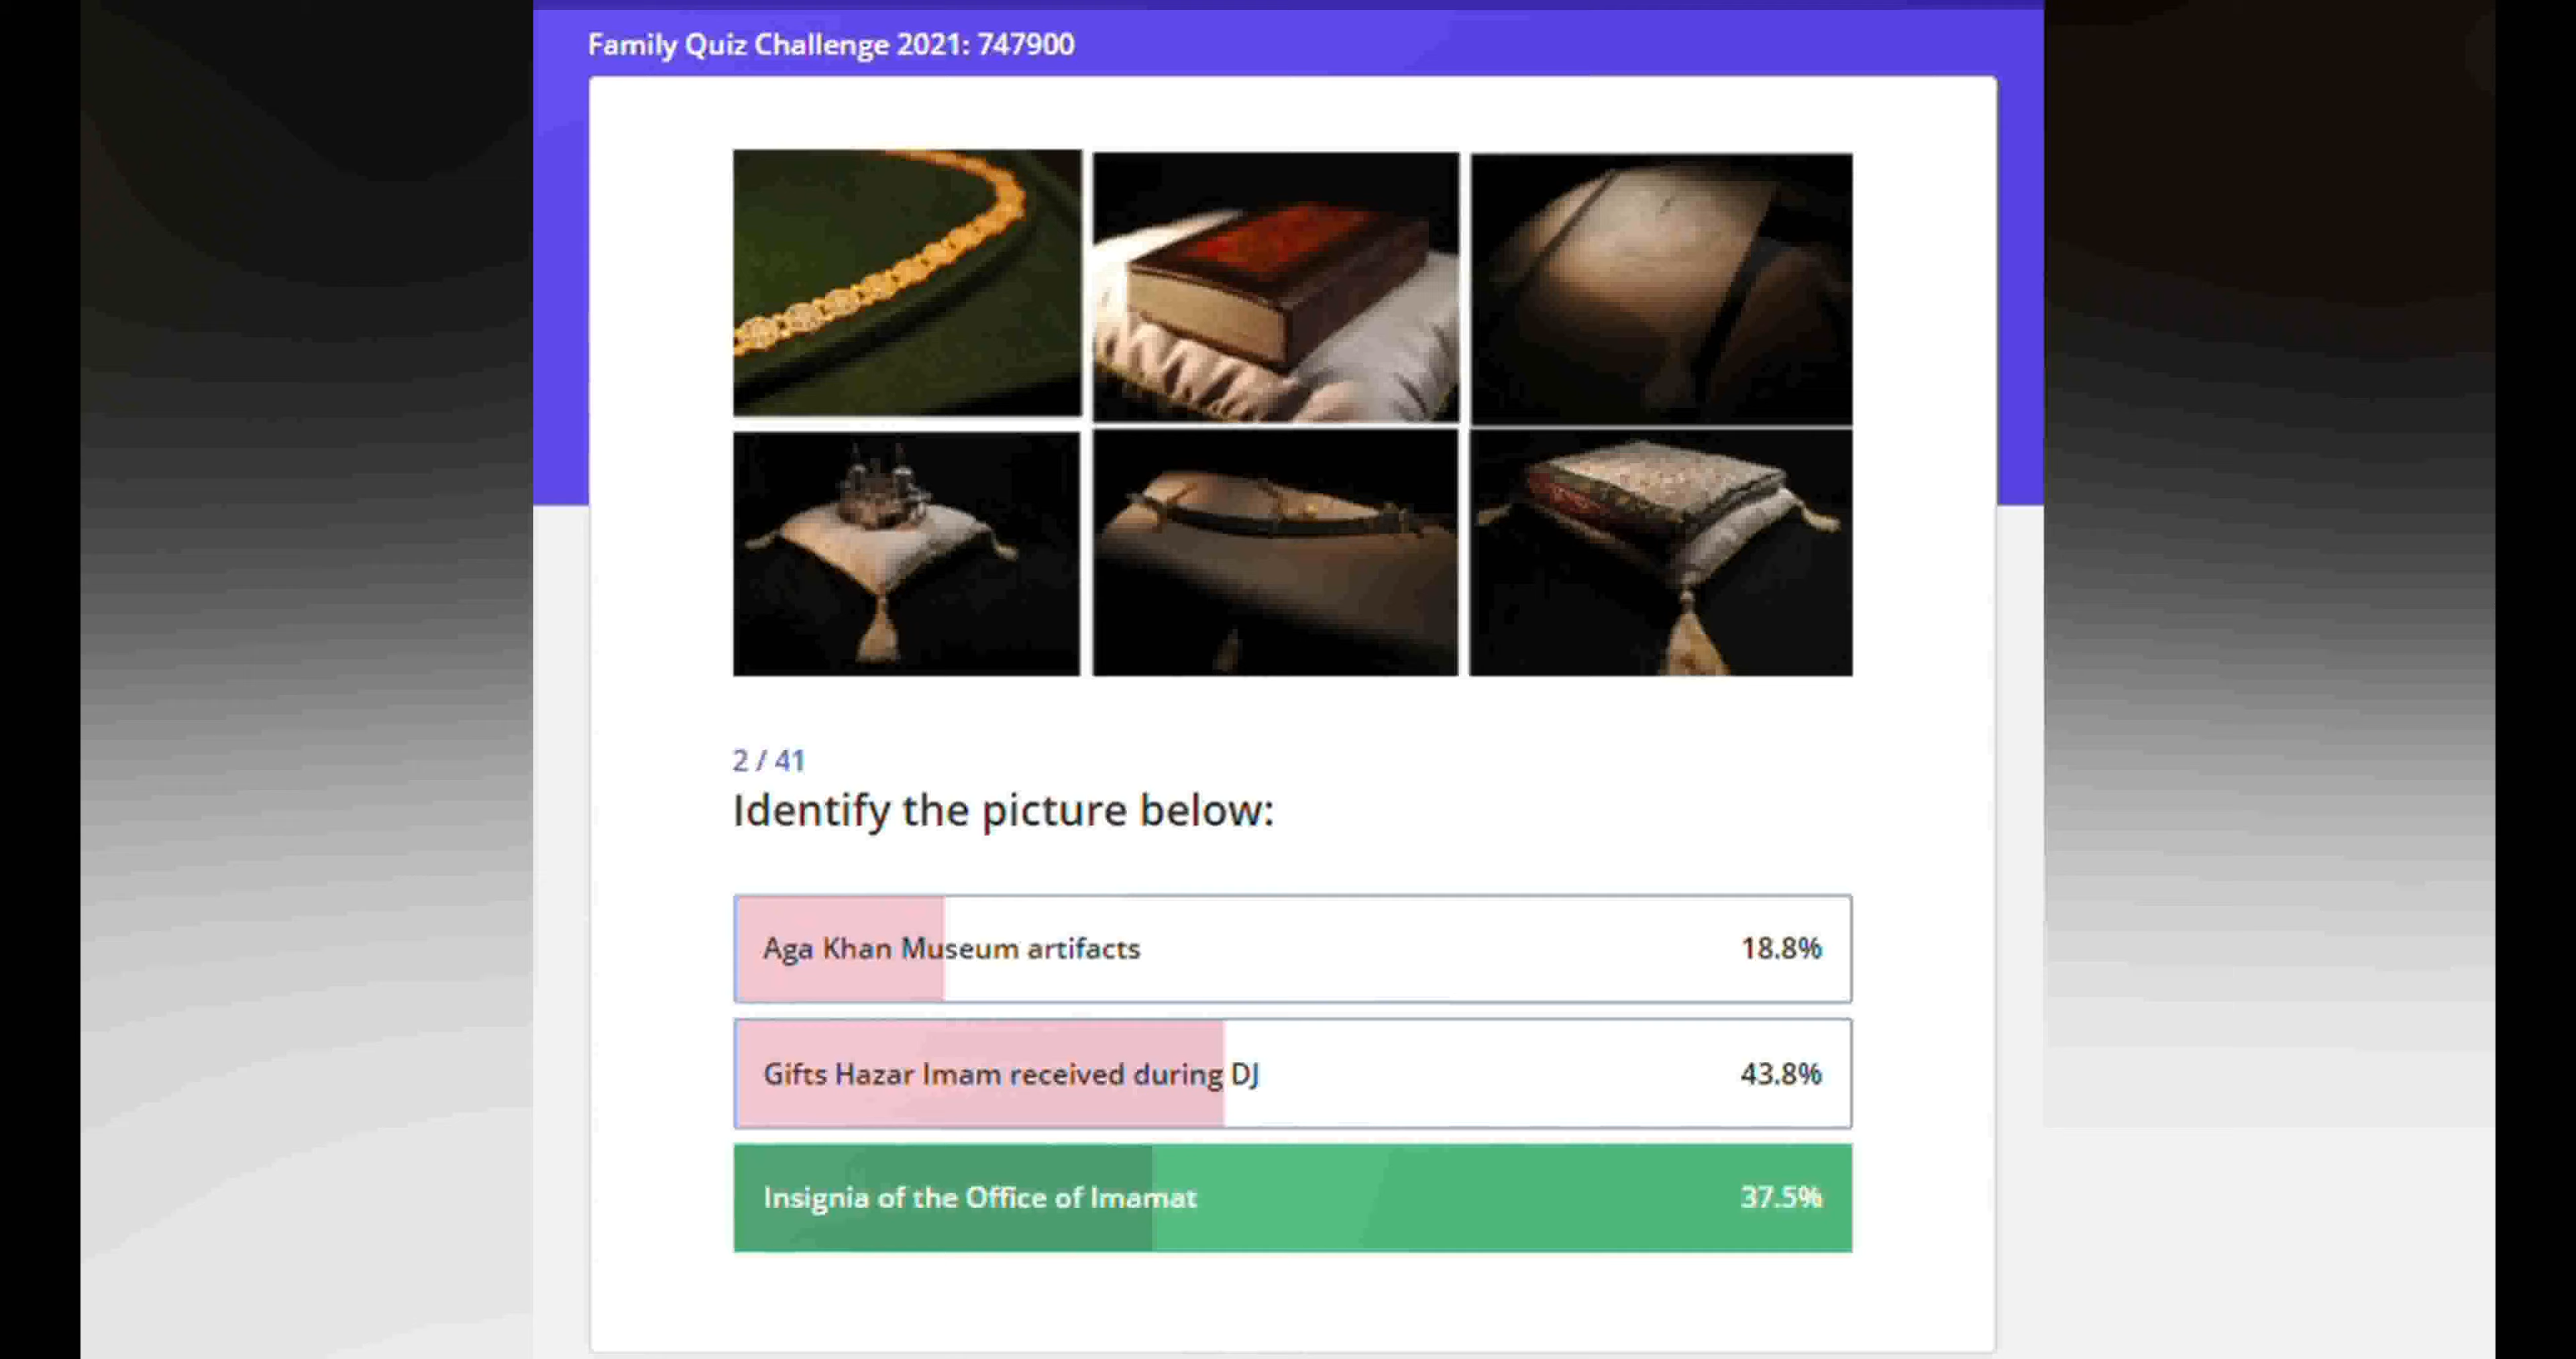 Family Quiz Challenge 2021: 747900
2 / 41
Identify the picture below:
Aga Khan Museum artifacts 18.8%
Gifts Hazar Imam received during DJ 43.8%
Insignia of the Office of Imamat 37.5%